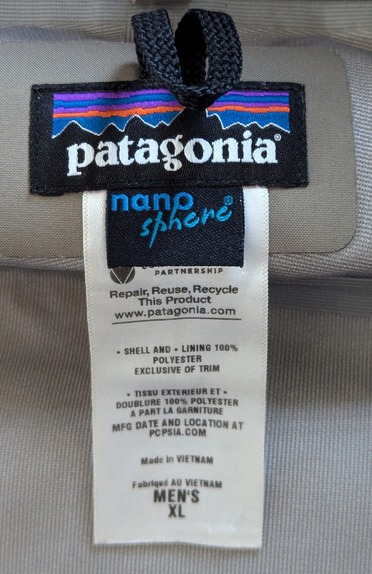 patagonia®
nano
sphere®
PARTNERSHIP
Repair, Reuse, Recycle
This Product
www.patagonia.com
• SHELL AND • LINING 100%
POLYESTER
EXCLUSIVE OF TRIM
• TISSU EXTERIEUR ET •
DOUBLURE 100% POLYESTER
A PART LA GARNITURE
MFG DATE AND LOCATION AT
PCPSIA.COM
Made in VIETNAM
Fabriqué AU VIETNAM
MEN'S
XL